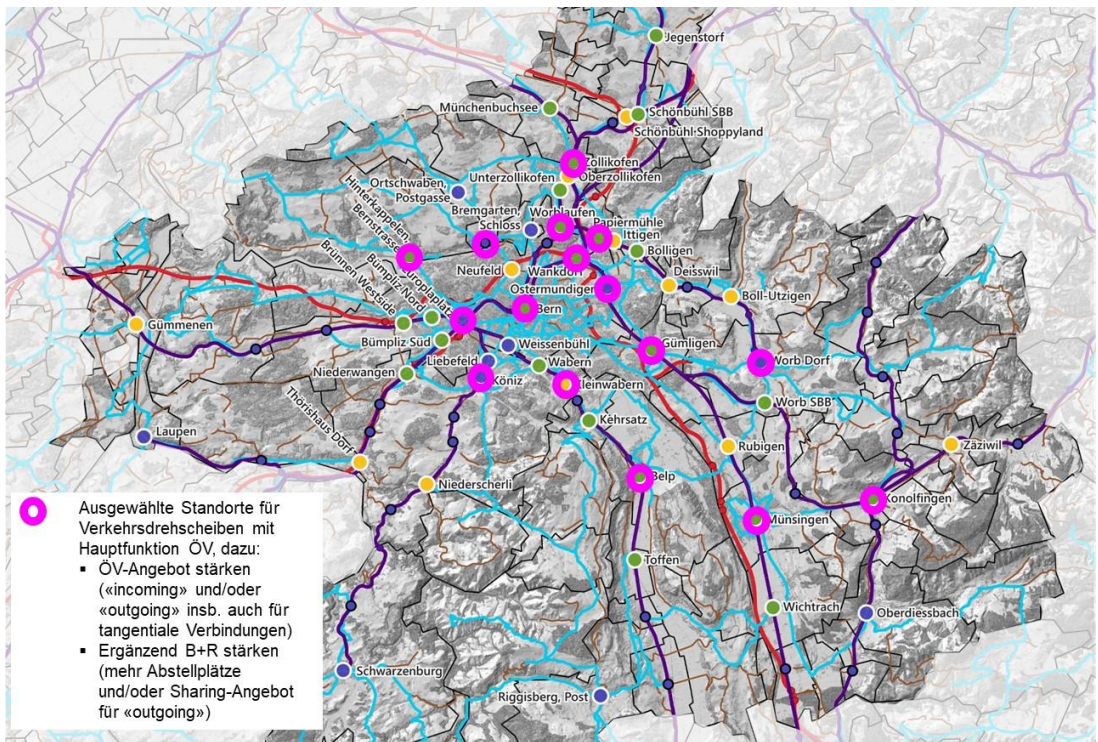 Jegenstorf
Münchenbuchsee
Schönbühl SBB
Schönbühl Shoppyland
Zollikofen
Unterzollikofen
Oberzollikofen
Ortschwaben,
Postgasse
Hinterkappelen,
Bernstrasse
Bremgarten,
Schloss
Worblaufen
Papiermühle
Ittigen
Bolligen
Brünnen Westside
Bümpliz Nord
Europaplatz
Neufeld
Wankdorf
Deisswil
Ostermundigen
Boll-Utzigen
Bern
Gümmenen
Bümpliz Süd
Weissenbühl
Gümligen
Liebefeld
Wabern
Worb Dorf
Niederwangen
Köniz
Kleinwabern
Worb SBB
Thörishaus Dorf
Kehrsatz
Laupen
Rubigen
Zäziwil
Niederscherli
Belp
Konolfingen
Münsingen
Toffen
Wichtrach
Oberdiessbach
Schwarzenburg
Riggisberg, Post
Ausgewählte Standorte für
Verkehrsdrehscheiben mit
Hauptfunktion ÖV, dazu:
▪ ÖV-Angebot stärken
(«incoming» und/oder
«outgoing» insb. auch für
tangentiale Verbindungen)
▪ Ergänzend B+R stärken
(mehr Abstellplätze
und/oder Sharing-Angebot
für «outgoing»)